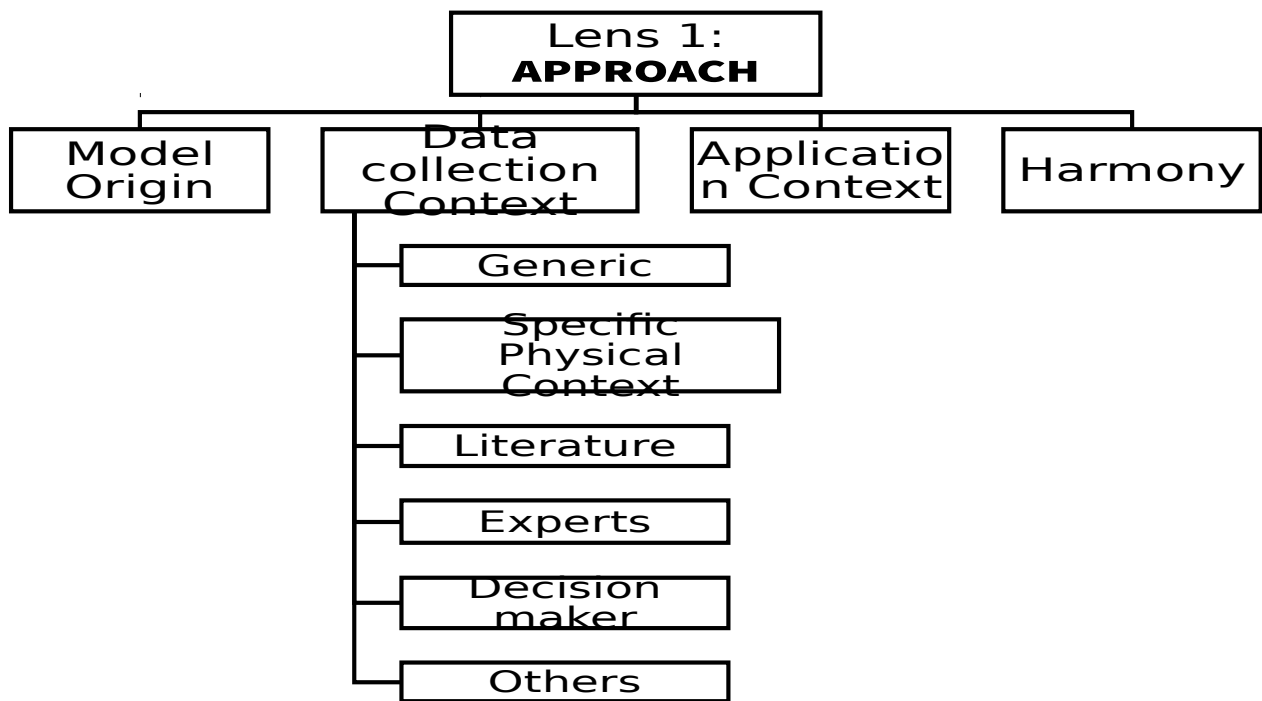 Lens 1:
APPROACH
Model
Origin
Data
collection
Context
Applicatio
n Context
Harmony
Generic
Specific
Physical
Context
Literature
Experts
Decision
maker
Others